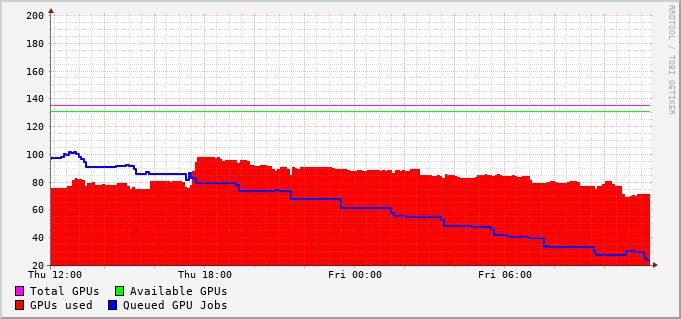 200
180
160
140
120
100
80
60
40
20
Thu 12:00 Thu 18:00 Fri 00:00 Fri 06:00
Total GPUs Available GPUs
GPUs used Queued GPU Jobs
RRDTOOL / TOBI OETIKER